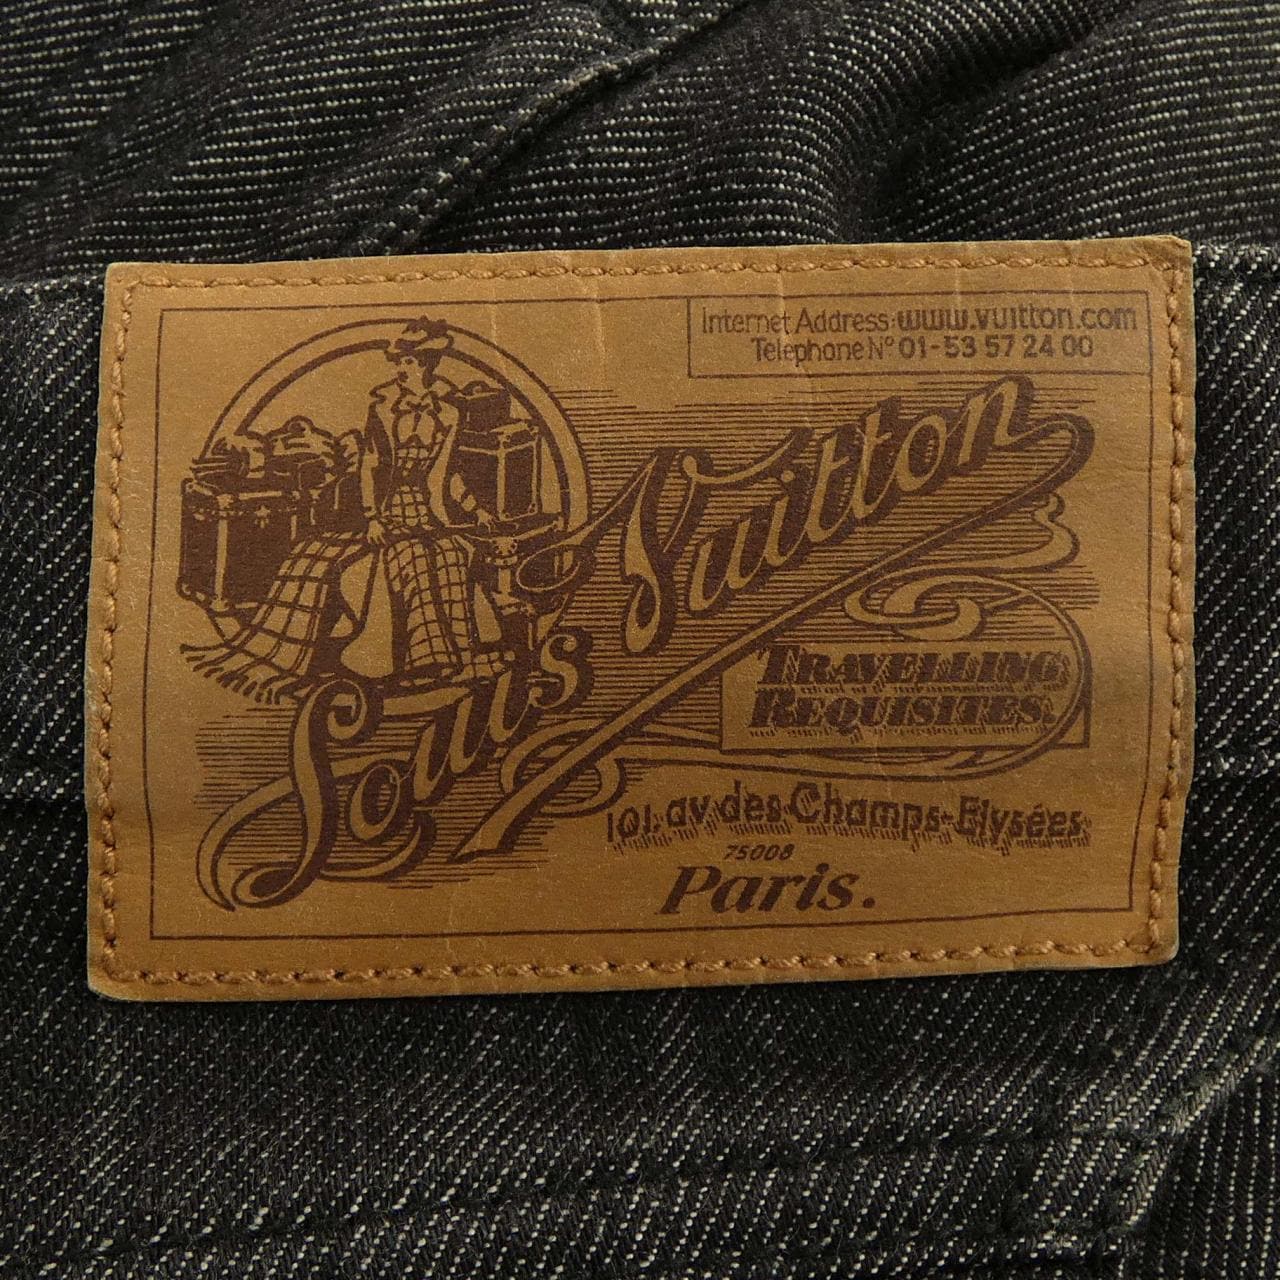 Internet Address: www.vuitton.com
Telephone N° 01-53 57 24 00
Louis Vuitton
TRAVELLING
REQUISITES.
101, av. des Champs-Elysées.
75008
Paris.